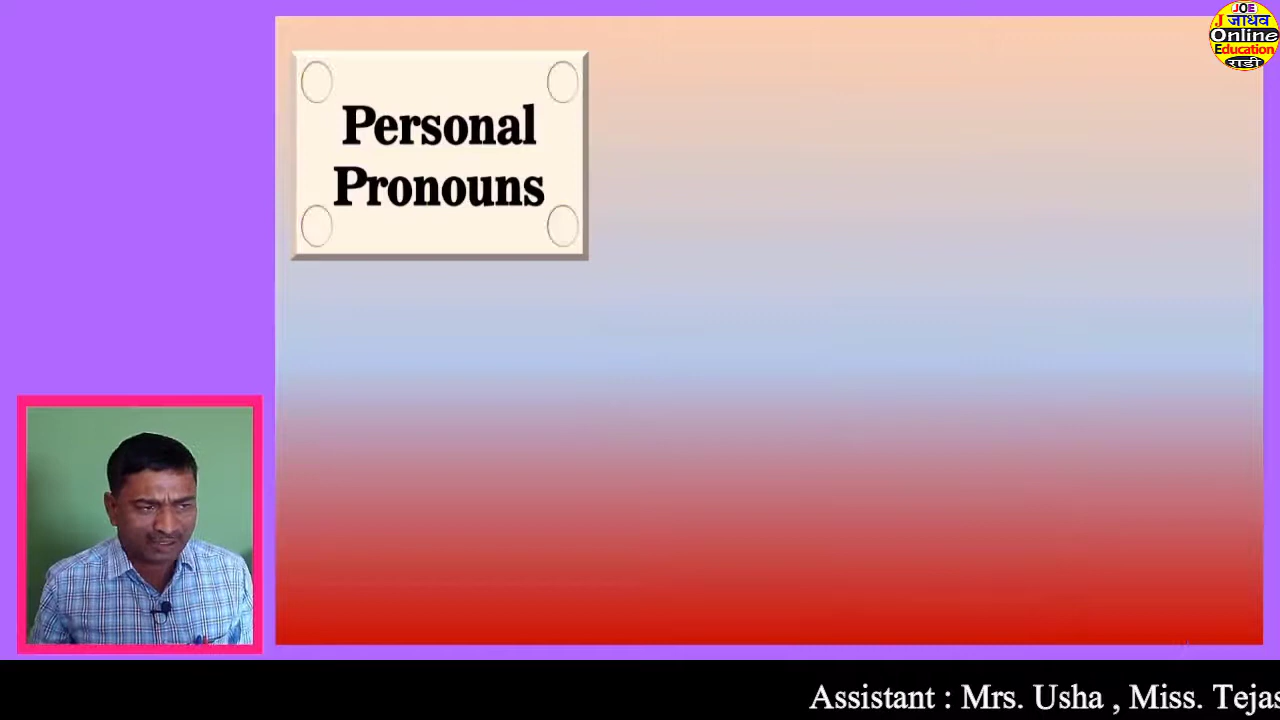 JOE
J जाधव
Online
Education
राडी
Personal
Pronouns
Assistant : Mrs. Usha , Miss. Tejas